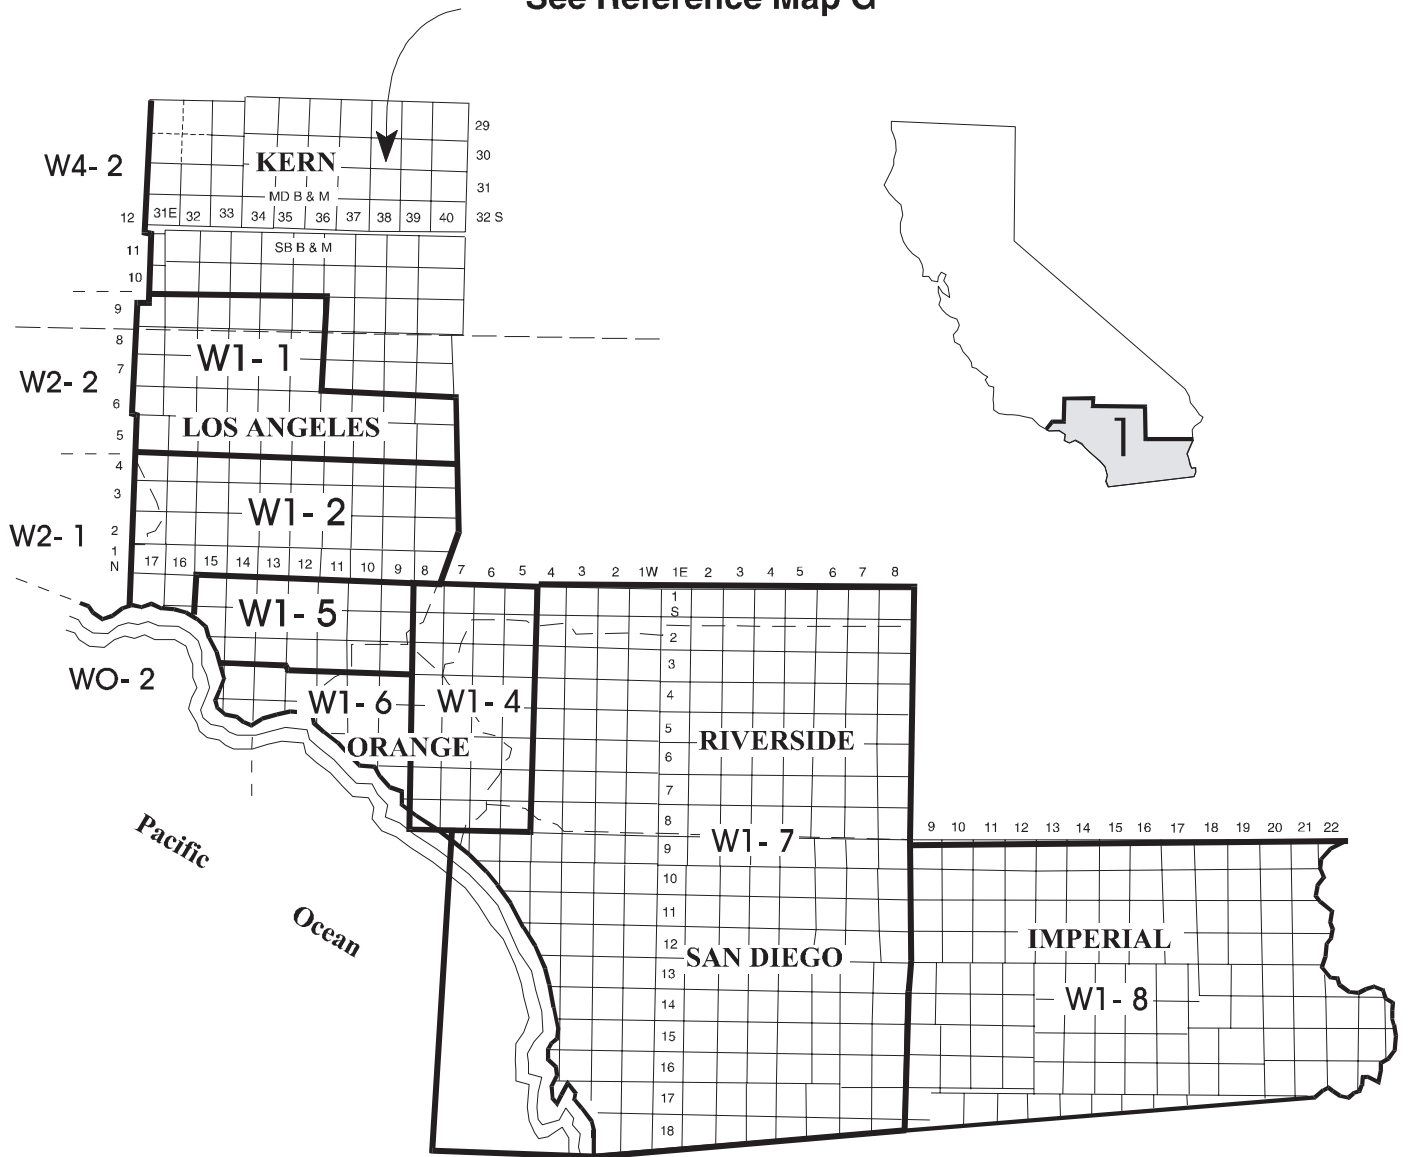 See Reference Map G
29
W4- 2
KERN
30
MD B & M
31
12 31E 32 33 34 35 36 37 38 39 40 32 S
11 SB B & M
10
9
8
W1- 1
7
W2- 2
6
LOS ANGELES
5
4
3
W1- 2
2
W2- 1
1
N
17 16 15 14 13 12 11 10 9 8 7 6 5 4 3 2 1W 1E 2 3 4 5 6 7 8
1
S
W1- 5
2
3
WO- 2
4
W1- 6 W1- 4
5
ORANGE
RIVERSIDE
6
7
8
Pacific
W1- 7
9 10 11 12 13 14 15 16 17 18 19 20 21 22
9
10
11
Ocean
12
IMPERIAL
SAN DIEGO
13
W1- 8
14
15
16
17
18
1